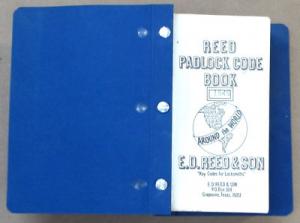 REED
PADLOCK CODE
BOOK
AROUND the WORLD
E.D. REED & SON
"Key Codes for Locksmiths"
E.D. REED & SON
Grapevine, Texas,